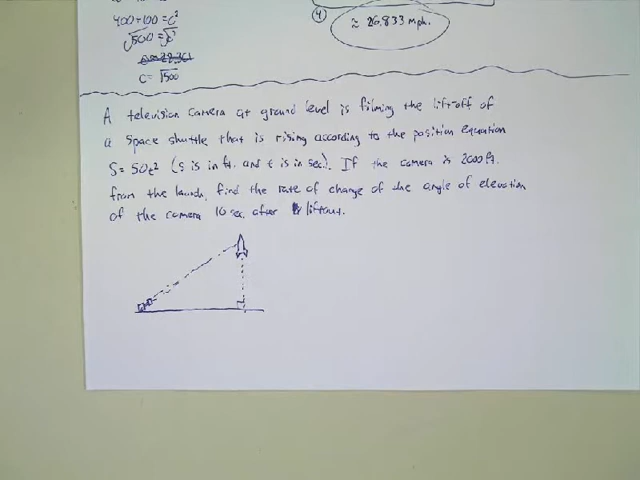 400+100 = c²
√500 = √c²
c = √500
(4)
≈ 26.833 mph.
A television camera at ground level is filming the lift-off of
a space shuttle that is rising according to the position equation
S = 50t² (s is in ft. and t is in sec.). If the camera is 2000 ft.
from the launch, find the rate of change of the angle of elevation
of the camera 10 sec. after liftout.